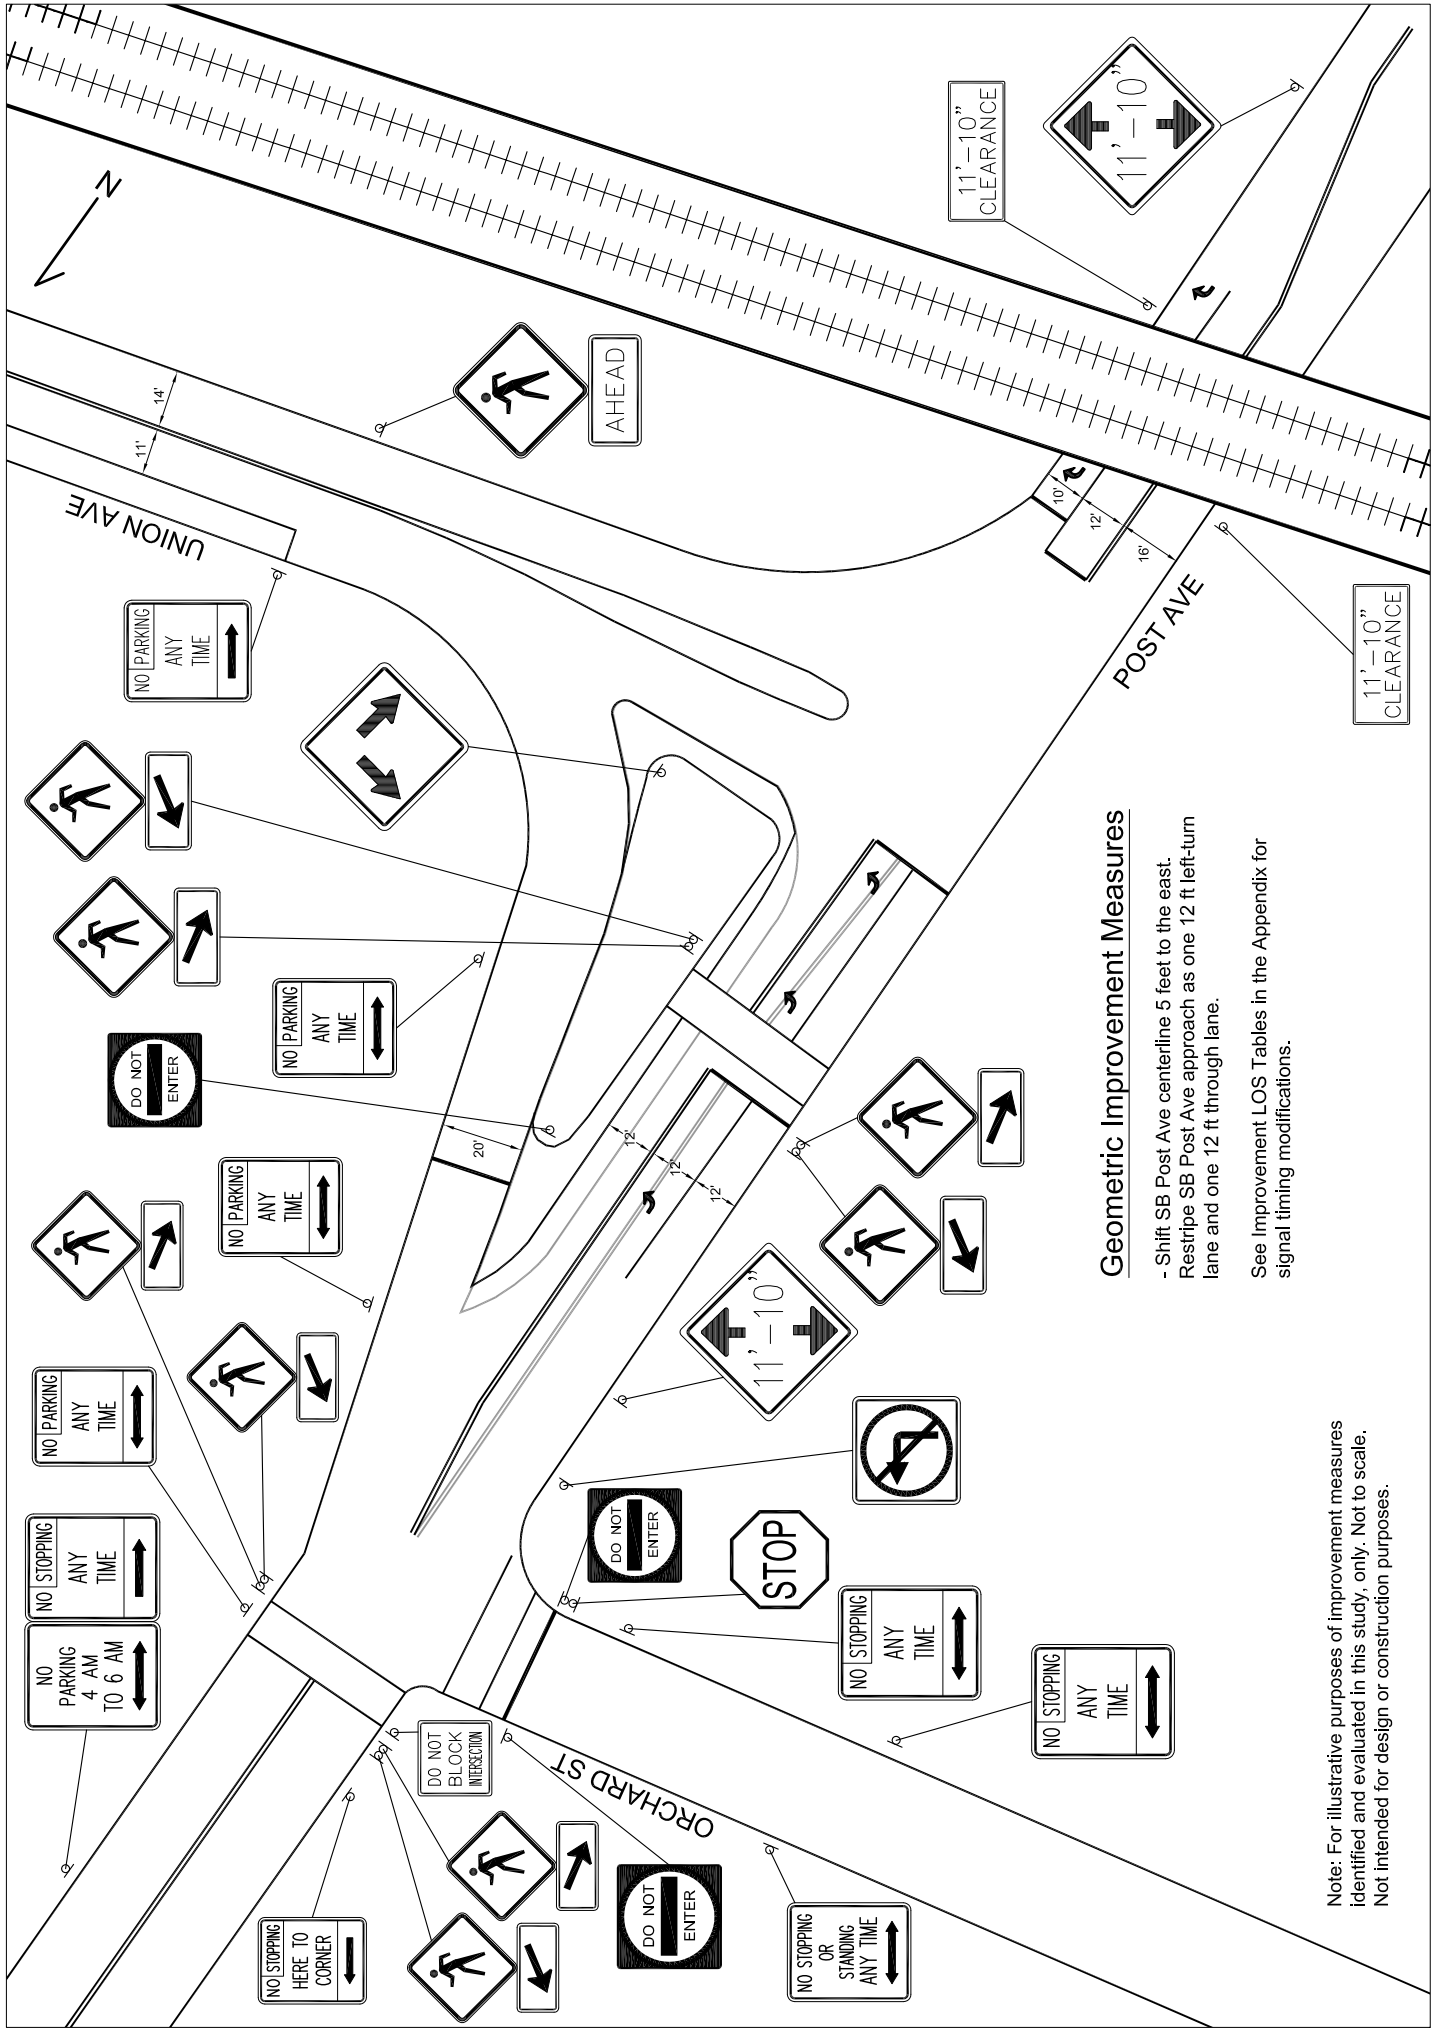 NO
PARKING
4 AM
TO 6 AM
NO STOPPING
ANY
TIME
NO PARKING
ANY
TIME
NO PARKING
ANY
TIME
DO NOT
ENTER
NO PARKING
ANY
TIME
NO PARKING
ANY
TIME
UNION AVE
11'
14'
N
AHEAD
20'
12'
12'
12'
10'
12'
16'
11'-10"
CLEARANCE
11'-10"
11'-10"
CLEARANCE
POST AVE
NO STOPPING
HERE TO
CORNER
DO NOT
BLOCK
INTERSECTION
ORCHARD ST
DO NOT
ENTER
NO STOPPING
OR
STANDING
ANY TIME
DO NOT
ENTER
STOP
NO STOPPING
ANY
TIME
NO STOPPING
ANY
TIME
11'-10"
Geometric Improvement Measures
- Shift SB Post Ave centerline 5 feet to the east.
Restripe SB Post Ave approach as one 12 ft left-turn
lane and one 12 ft through lane.
See Improvement LOS Tables in the Appendix for
signal timing modifications.
Note: For illustrative purposes of improvement measures
identified and evaluated in this study, only. Not to scale.
Not intended for design or construction purposes.